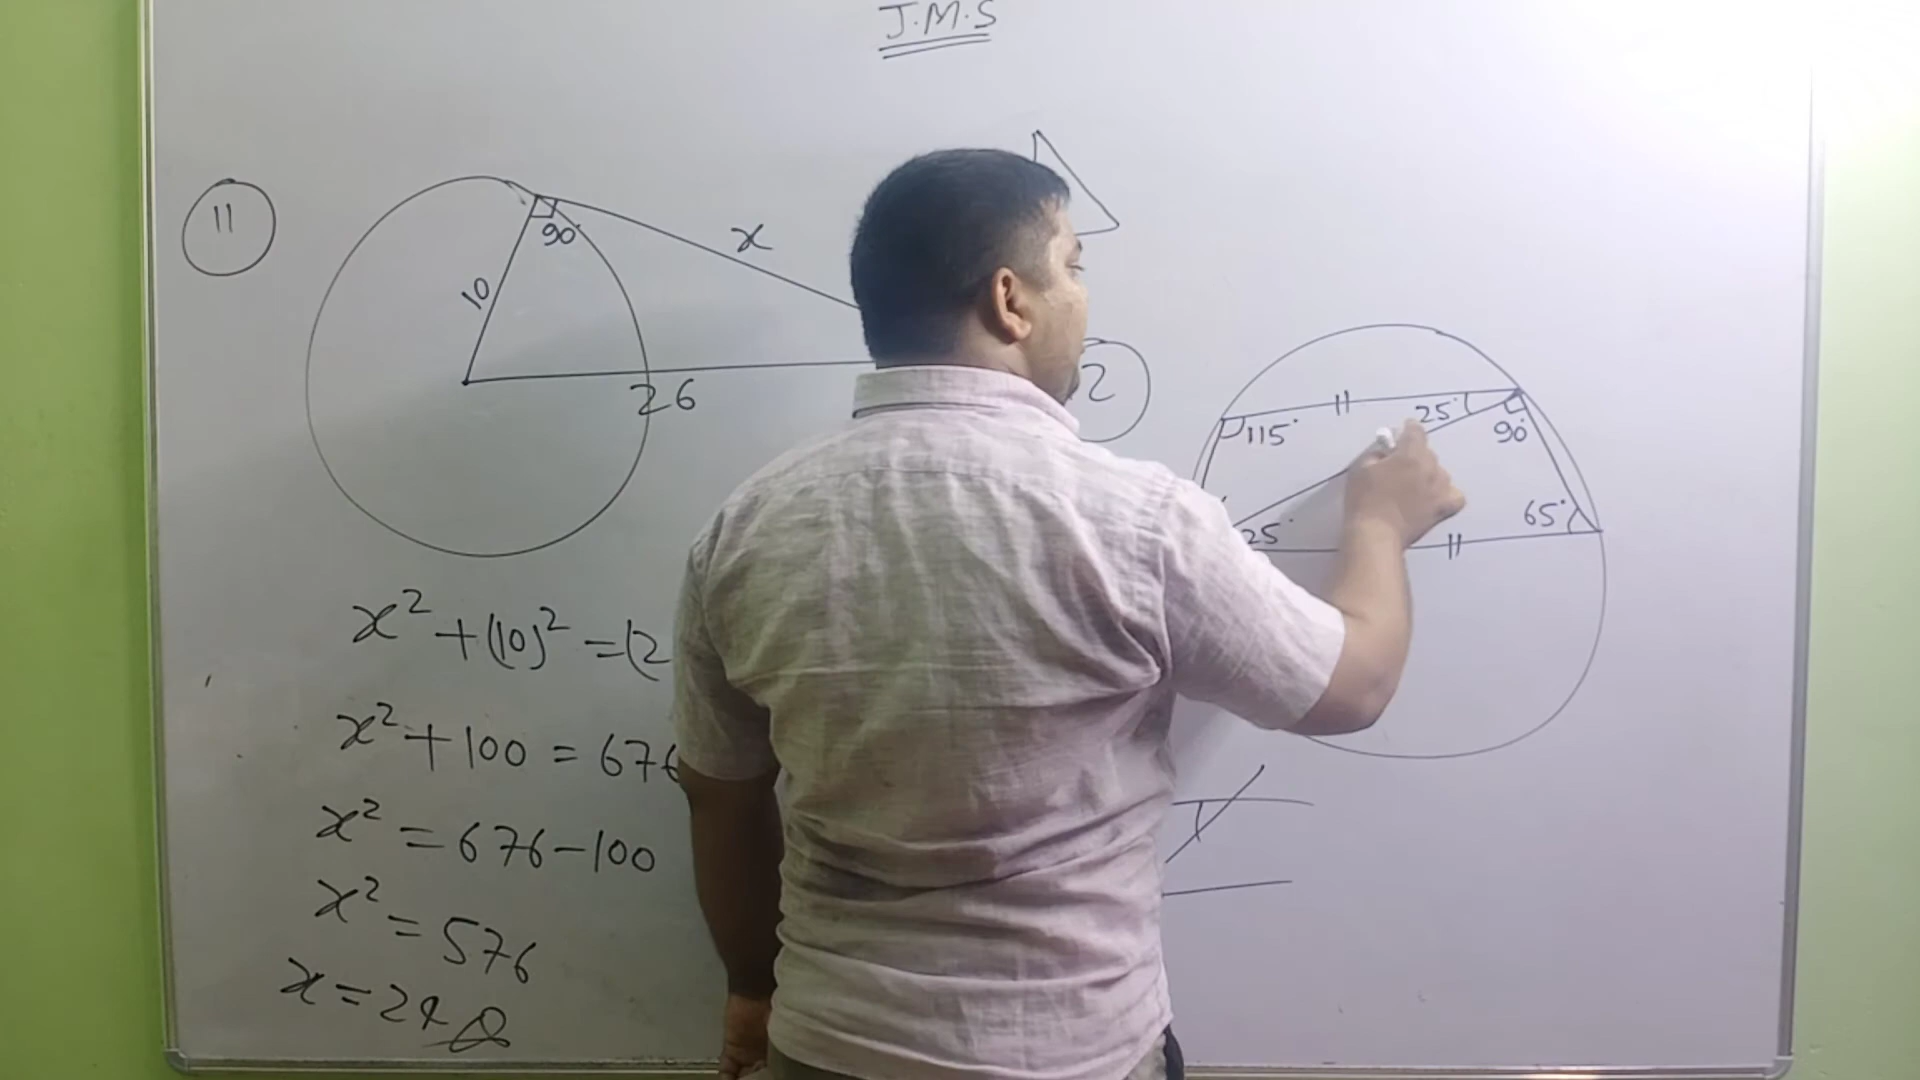 J.M.S
11
90°
x
10
26
x² + (10)² = (2
x² + 100 = 676
x² = 676 - 100
x² = 576
x = 24
2
115°
25°
90°
25°
65°